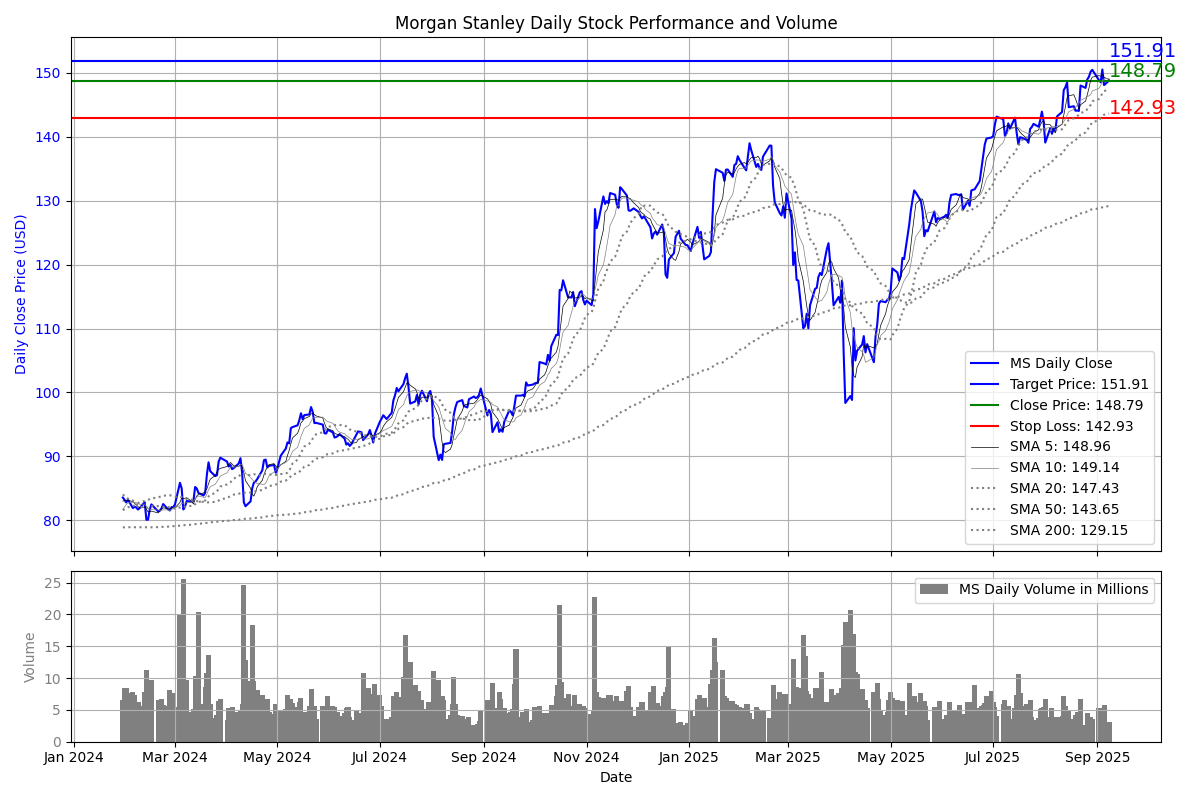 Morgan Stanley Daily Stock Performance and Volume
151.91
148.79
142.93
150
140
130
120
110
100
90
80
Daily Close Price (USD)
MS Daily Close
Target Price: 151.91
Close Price: 148.79
Stop Loss: 142.93
SMA 5: 148.96
SMA 10: 149.14
SMA 20: 147.43
SMA 50: 143.65
SMA 200: 129.15
25
20
15
10
5
0
Volume
MS Daily Volume in Millions
Jan 2024 Mar 2024 May 2024 Jul 2024 Sep 2024 Nov 2024 Jan 2025 Mar 2025 May 2025 Jul 2025 Sep 2025
Date